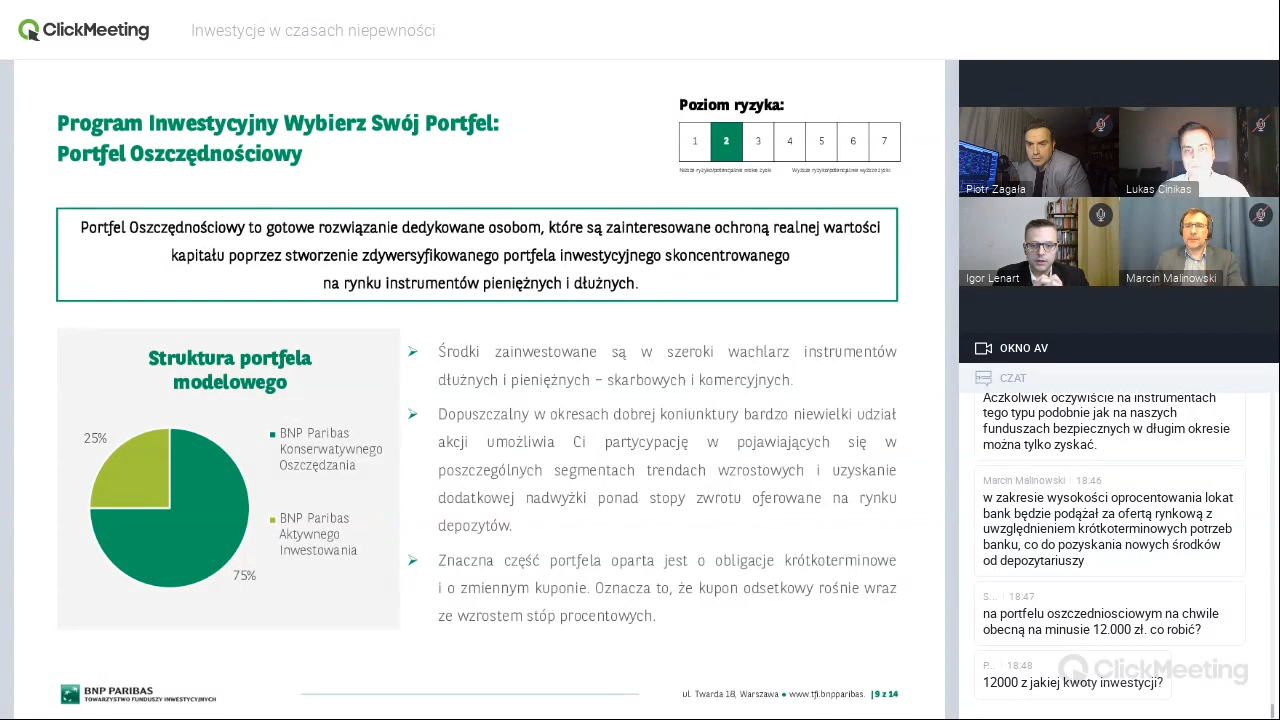 ClickMeeting
Inwestycje w czasach niepewności
Program Inwestycyjny Wybierz Swój Portfel:
Portfel Oszczędnościowy
Poziom ryzyka:
1 2 3 4 5 6 7
Niższe ryzyko/potencjalnie niskie zyski Wyższe ryzyko/potencjalnie wyższe zyski
Portfel Oszczędnościowy to gotowe rozwiązanie dedykowane osobom, które są zainteresowane ochroną realnej wartości
kapitału poprzez stworzenie zdywersyfikowanego portfela inwestycyjnego skoncentrowanego
na rynku instrumentów pieniężnych i dłużnych.
Struktura portfela
modelowego
25%
75%
BNP Paribas
Konserwatywnego
Oszczędzania
BNP Paribas
Aktywnego
Inwestowania
Środki zainwestowane są w szeroki wachlarz instrumentów
dłużnych i pieniężnych – skarbowych i komercyjnych.
Dopuszczalny w okresach dobrej koniunktury bardzo niewielki udział
akcji umożliwia Ci partycypację w pojawiających się w
poszczególnych segmentach trendach wzrostowych i uzyskanie
dodatkowej nadwyżki ponad stopy zwrotu oferowane na rynku
depozytów.
Znaczna część portfela oparta jest o obligacje krótkoterminowe
i o zmiennym kuponie. Oznacza to, że kupon odsetkowy rośnie wraz
ze wzrostem stóp procentowych.
BNP PARIBAS
TOWARZYSTWO FUNDUSZY INWESTYCYJNYCH
ul. Twarda 18, Warszawa ● www.tfi.bnpparibas. | 9 z 14
Piotr Zagała
Lukas Cinikas
Igor Lenart
Marcin Malinowski
OKNO AV
CZAT
Aczkolwiek oczywiście na instrumentach
tego typu podobnie jak na naszych
funduszach bezpiecznych w długim okresie
można tylko zyskać.
Marcin Malinowski 18:46
w zakresie wysokości oprocentowania lokat
bank będzie podążał za ofertą rynkową z
uwzględnieniem krótkoterminowych potrzeb
banku, co do pozyskania nowych środków
od depozytariuszy
S... 18:47
na portfelu oszczednosciowym na chwile
obecną na minusie 12.000 zł. co robić?
P... 18:48
12000 z jakiej kwoty inwestycji?
ClickMeeting